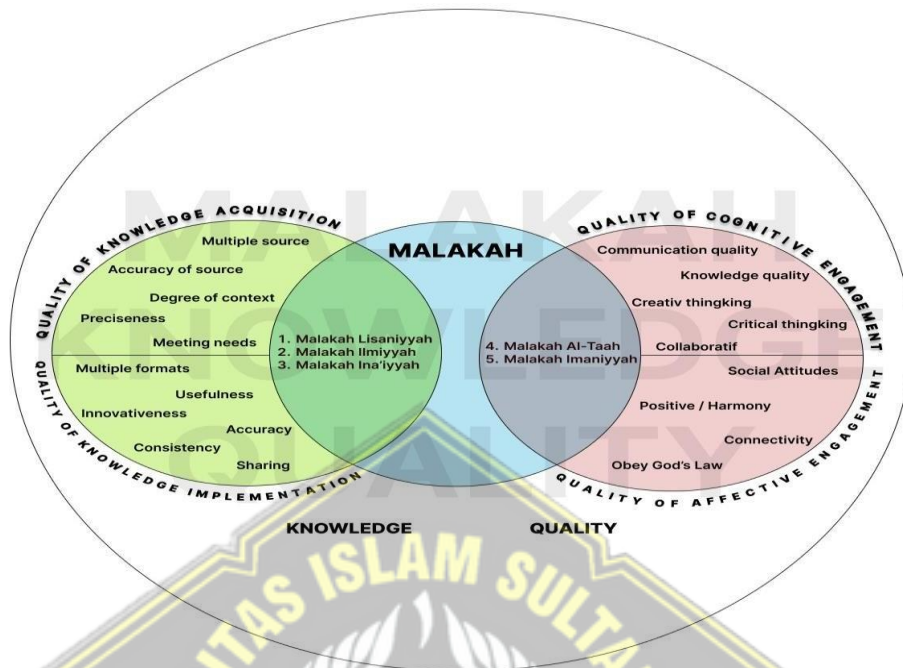 MALAKAH
KNOWLEDGE
QUALITY
QUALITY OF KNOWLEDGE ACQUISITION
Multiple source
Accuracy of source
Degree of context
Preciseness
Meeting needs
Multiple formats
Usefulness
Innovativeness
Accuracy
Consistency
Sharing
QUALITY OF KNOWLEDGE IMPLEMENTATION
1. Malakah Lisaniyyah
2. Malakah Ilmiyyah
3. Malakah Ina'iyyah
MALAKAH
4. Malakah Al-Taah
5. Malakah Imaniyyah
QUALITY OF COGNITIVE ENGAGEMENT
Communication quality
Knowledge quality
Creativ thingking
Critical thingking
Collaboratif
Social Attitudes
Positive / Harmony
Connectivity
Obey God's Law
QUALITY OF AFFECTIVE ENGAGEMENT
KNOWLEDGE QUALITY
ITAS ISLAM SULTA